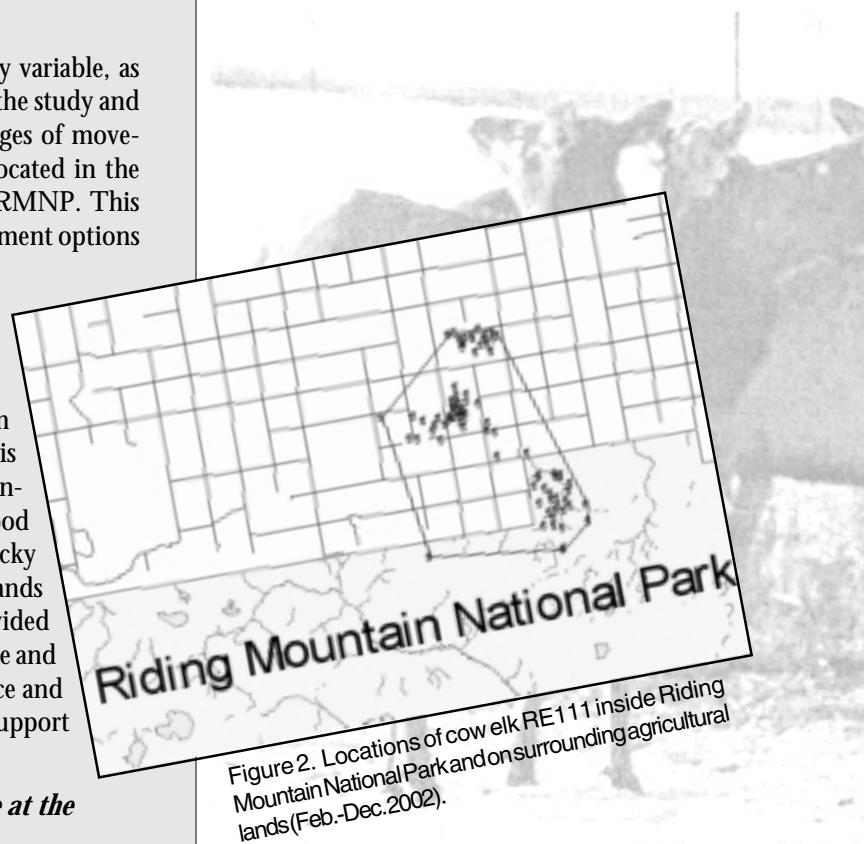 y variable, as
the study and
ges of move-
ocated in the
RMNP. This
ment options
n
is
n-
ood
cky
ands
vided
e and
ce and
upport
e at the
Riding Mountain National Park
Figure 2. Locations of cow elk RE111 inside Riding
Mountain National Park and on surrounding agricultural
lands (Feb.-Dec. 2002).